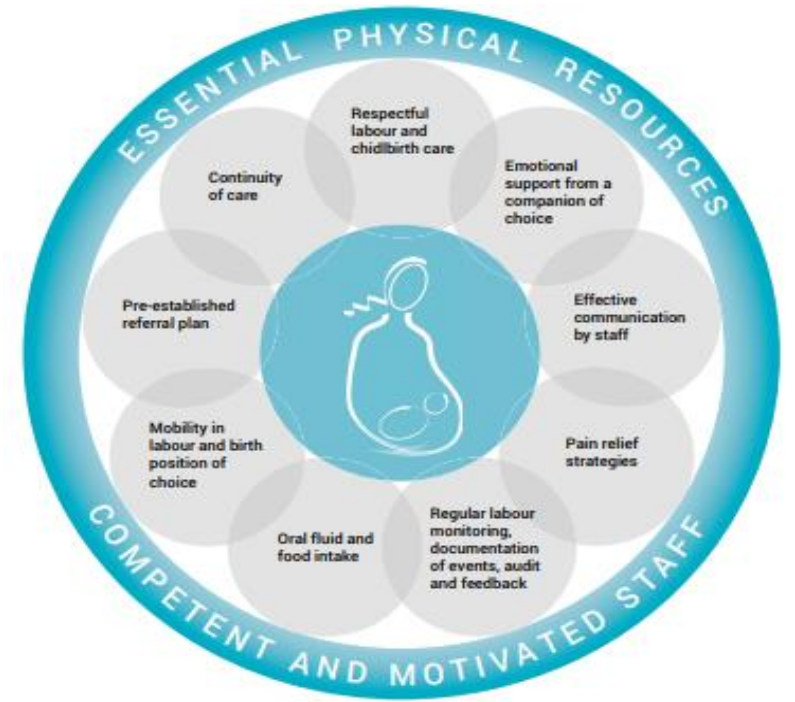 ESSENTIAL PHYSICAL RESOURCES
Respectful
labour and
chidlbirth care
Emotional
support from a
companion of
choice
Effective
communication
by staff
Pain relief
strategies
Regular labour
monitoring,
documentation
of events, audit
and feedback
Oral fluid and
food intake
Mobility in
labour and birth
position of
choice
Pre-established
referral plan
Continuity
of care
COMPETENT AND MOTIVATED STAFF